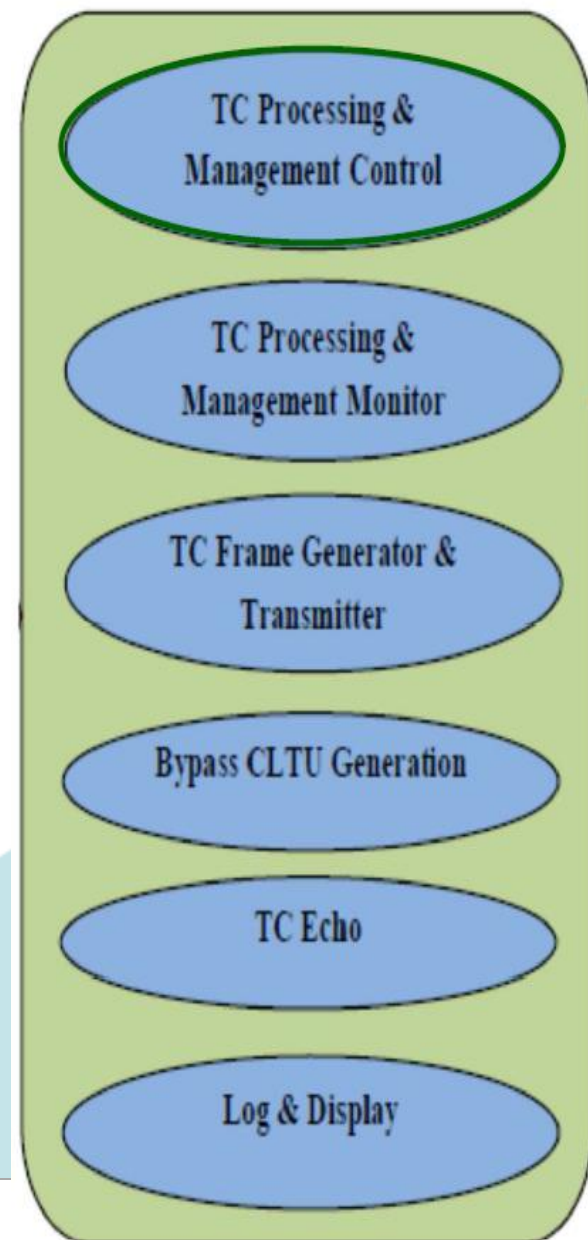 TC Processing &
Management Control
TC Processing &
Management Monitor
TC Frame Generator &
Transmitter
Bypass CLTU Generation
TC Echo
Log & Display